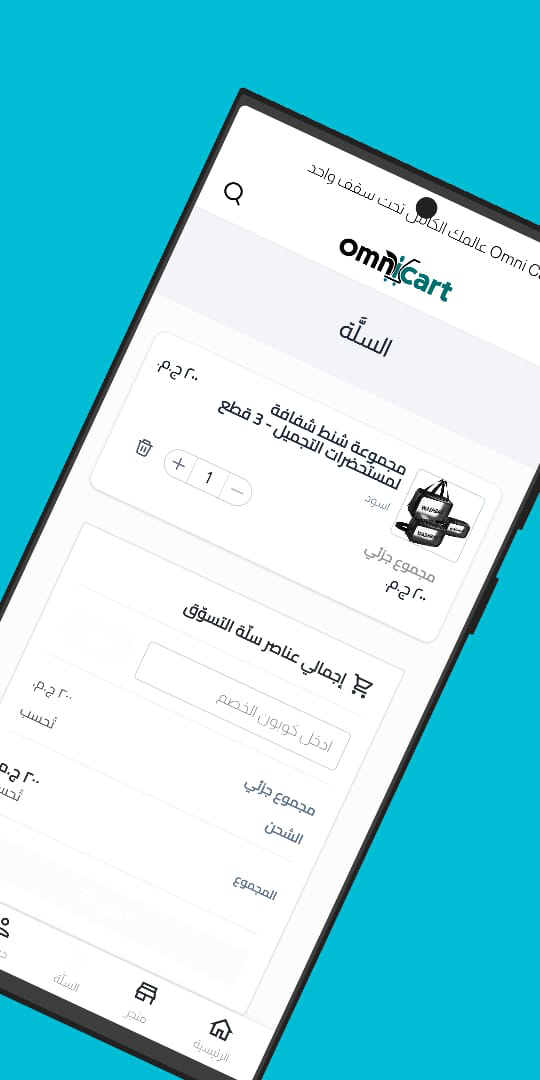 Omni C عالمك الكامل تحت سقف واحد
omnicart
السلَّة
مجموعة شنط شفافة
لمستحضرات التجميل - 3 قطع
٢٠٠ ج.م.
اسود
1
مجموع جزئي
٢٠٠ ج.م.
إجمالي عناصر سلّة التسوّق
ادخل كوبون الخصم
مجموع جزئي
٢٠٠ ج.م.
الشحن
تُحسب
المجموع
٢٠٠ ج.م
الرئيسية
متجر
السلّة